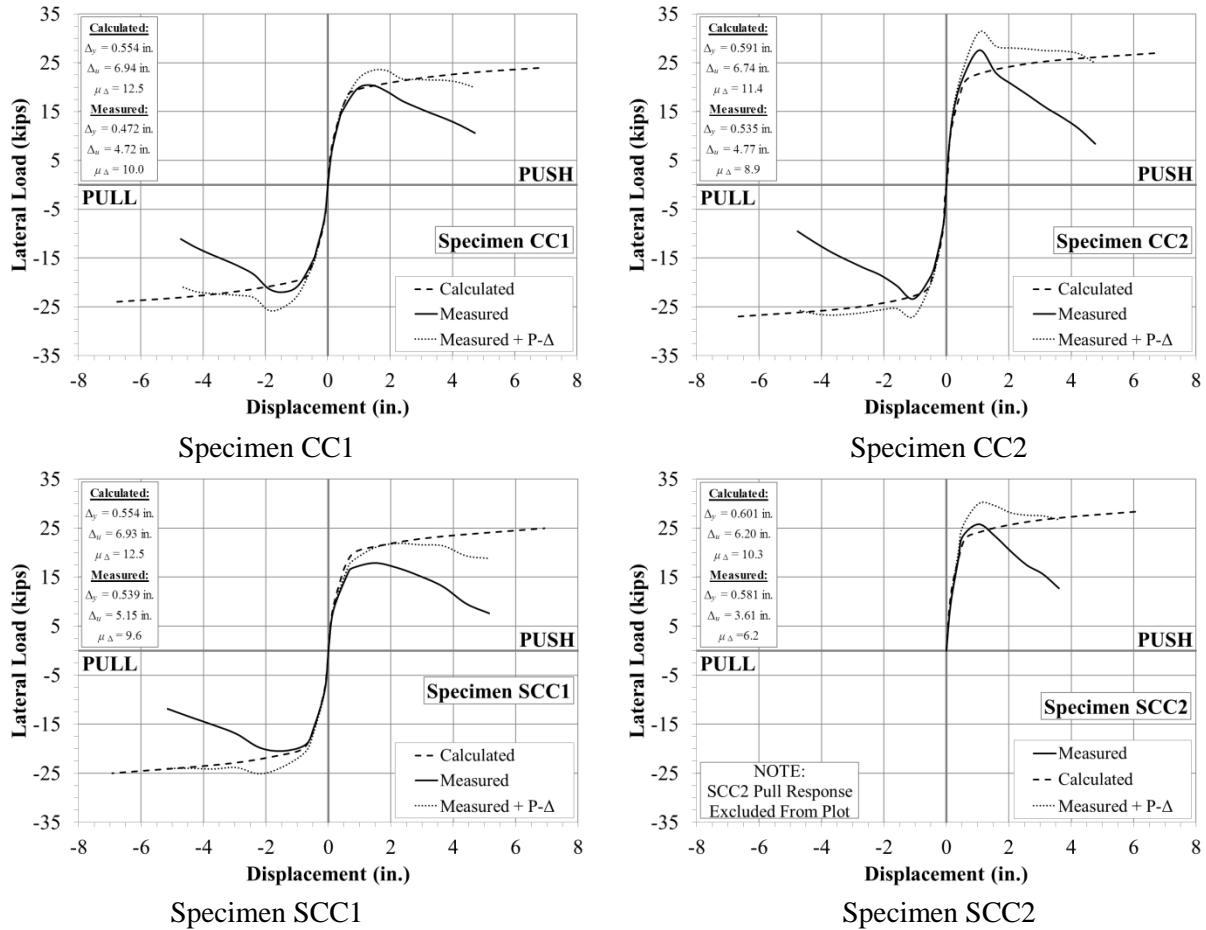 Calculated:
Δy = 0.554 in.
Δu = 6.94 in.
μΔ = 12.5
Measured:
Δy = 0.472 in.
Δu = 4.72 in.
μΔ = 10.0
35
25
15
5
-5
-15
-25
-35
Lateral Load (kips)
PUSH
PULL
Specimen CC1
Calculated
Measured
Measured + P-Δ
-8 -6 -4 -2 0 2 4 6 8
Displacement (in.)
Specimen CC1
Calculated:
Δy = 0.591 in.
Δu = 6.74 in.
μΔ = 11.4
Measured:
Δy = 0.535 in.
Δu = 4.77 in.
μΔ = 8.9
35
25
15
5
-5
-15
-25
-35
Lateral Load (kips)
PUSH
PULL
Specimen CC2
Calculated
Measured
Measured + P-Δ
-8 -6 -4 -2 0 2 4 6 8
Displacement (in.)
Specimen CC2
Calculated:
Δy = 0.554 in.
Δu = 6.93 in.
μΔ = 12.5
Measured:
Δy = 0.539 in.
Δu = 5.15 in.
μΔ = 9.6
35
25
15
5
-5
-15
-25
-35
Lateral Load (kips)
PUSH
PULL
Specimen SCC1
Calculated
Measured
Measured + P-Δ
-8 -6 -4 -2 0 2 4 6 8
Displacement (in.)
Specimen SCC1
Calculated:
Δy = 0.601 in.
Δu = 6.20 in.
μΔ = 10.3
Measured:
Δy = 0.581 in.
Δu = 3.61 in.
μΔ =6.2
35
25
15
5
-5
-15
-25
-35
Lateral Load (kips)
PUSH
PULL
Specimen SCC2
Measured
Calculated
Measured + P-Δ
NOTE:
SCC2 Pull Response
Excluded From Plot
-8 -6 -4 -2 0 2 4 6 8
Displacement (in.)
Specimen SCC2